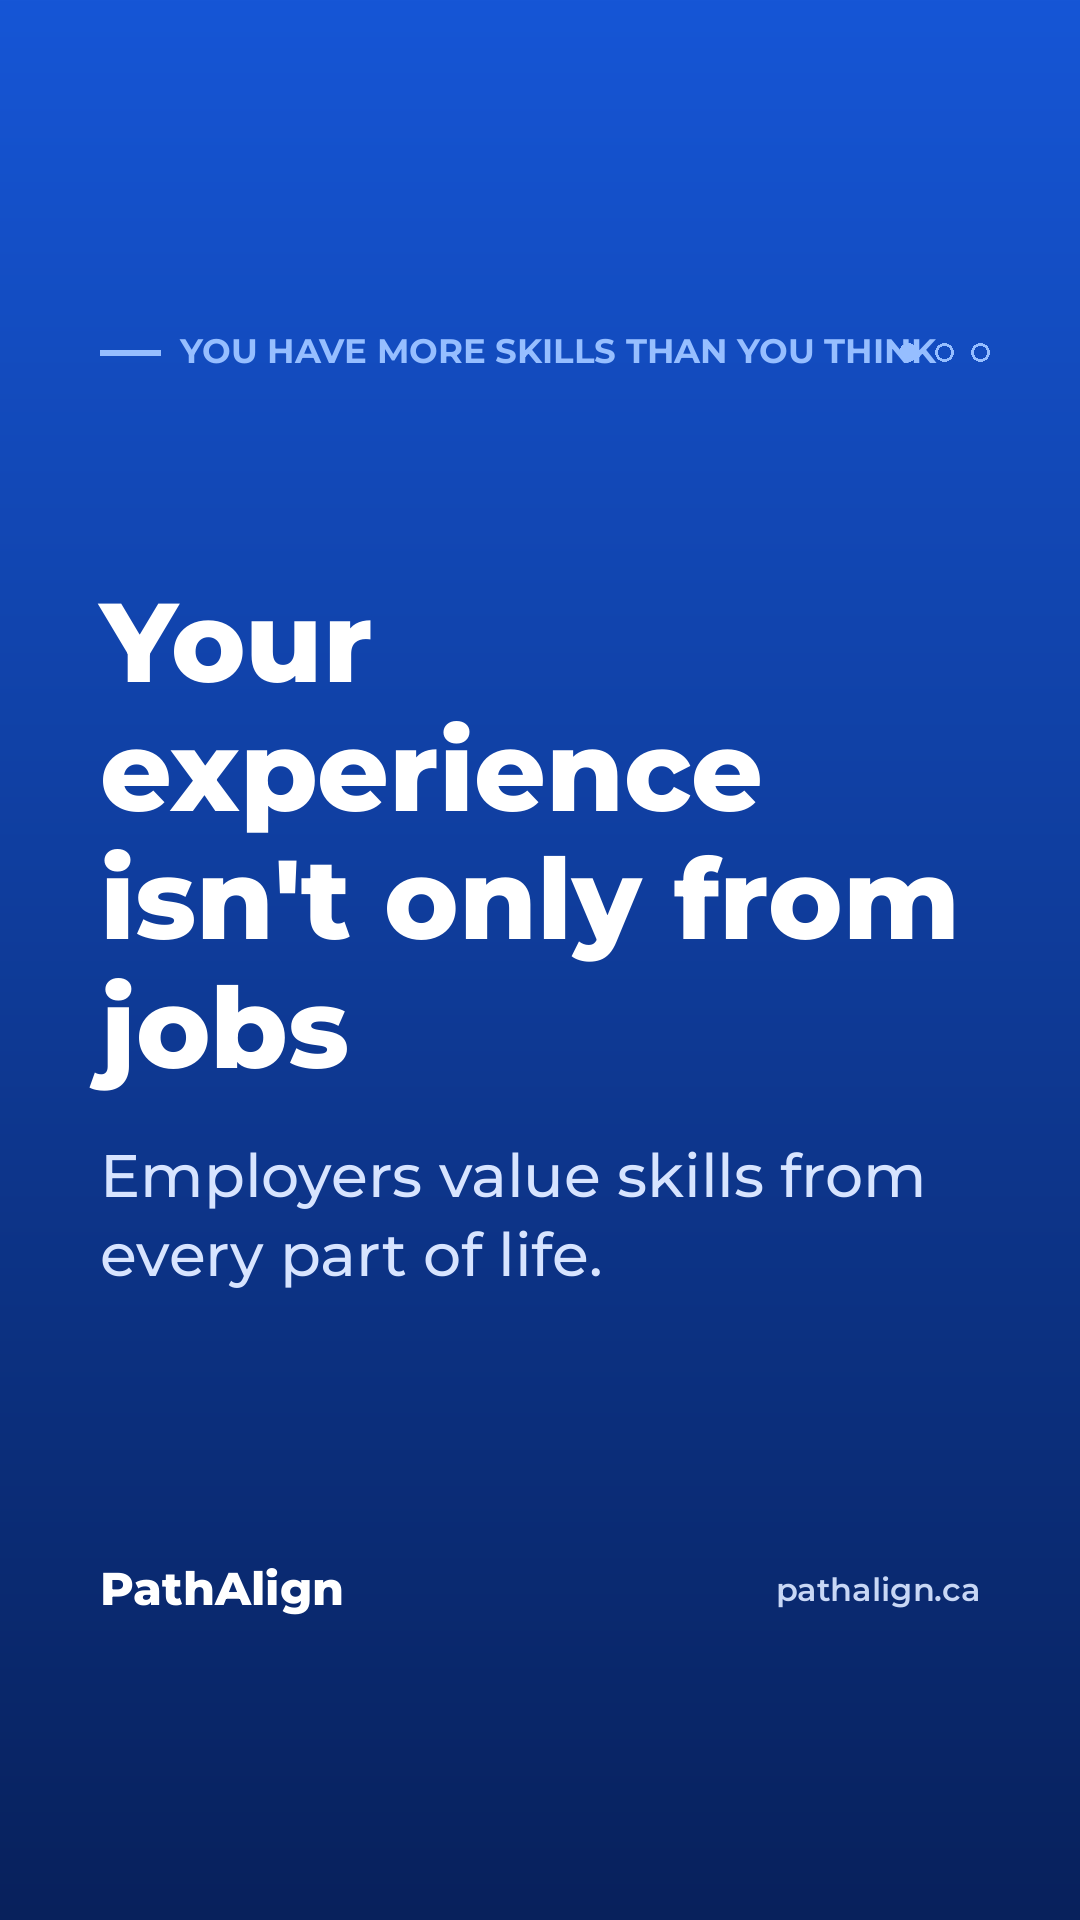 YOU HAVE MORE SKILLS THAN YOU THINK
Your
experience
isn't only from
jobs
Employers value skills from
every part of life.
PathAlign
pathalign.ca